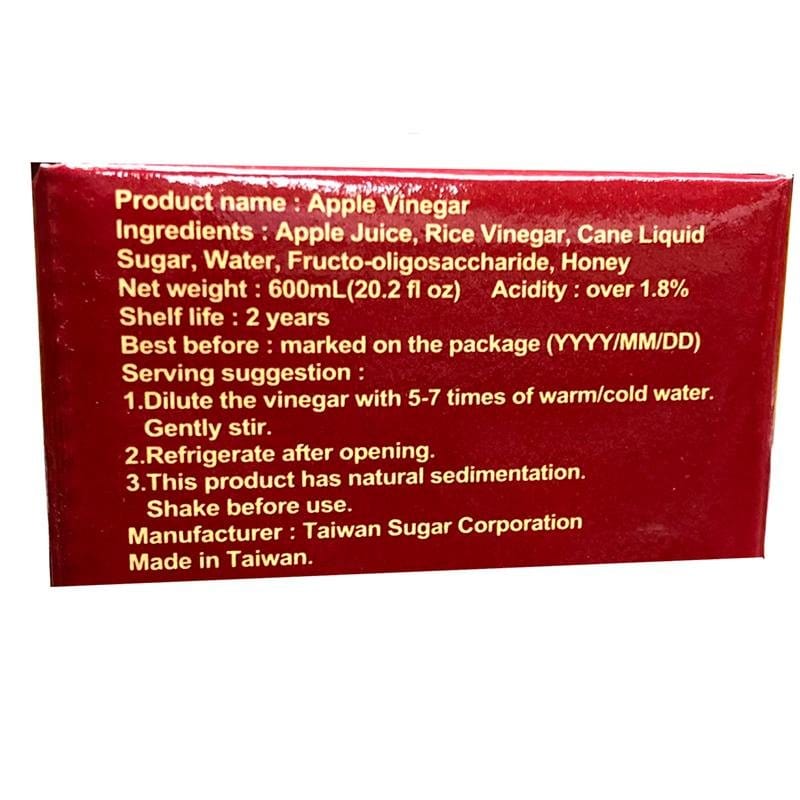 Product name : Apple Vinegar
Ingredients : Apple Juice, Rice Vinegar, Cane Liquid
Sugar, Water, Fructo-oligosaccharide, Honey
Net weight : 600mL(20.2 fl oz) Acidity : over 1.8%
Shelf life : 2 years
Best before : marked on the package (YYYY/MM/DD)
Serving suggestion :
1.Dilute the vinegar with 5-7 times of warm/cold water.
Gently stir.
2.Refrigerate after opening.
3.This product has natural sedimentation.
Shake before use.
Manufacturer : Taiwan Sugar Corporation
Made in Taiwan.